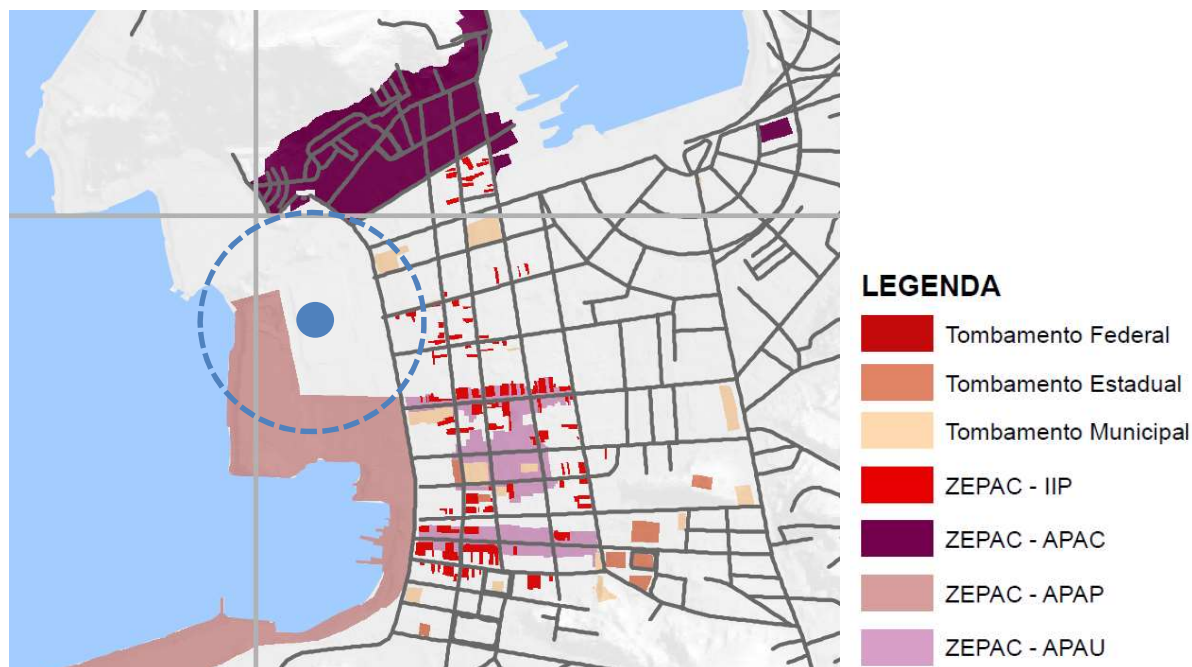 LEGENDA
Tombamento Federal
Tombamento Estadual
Tombamento Municipal
ZEPAC - IIP
ZEPAC - APAC
ZEPAC - APAP
ZEPAC - APAU